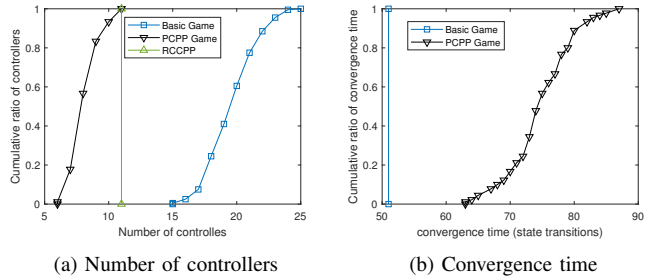 Cumulative ratio of controllers
1
0.8
0.6
0.4
0.2
0
5
10
15
20
25
Number of controlles
Basic Game
PCPP Game
RCCPP
(a) Number of controllers
Cumulative ratio of convergence time
1
0.8
0.6
0.4
0.2
0
50
60
70
80
90
convergence time (state transitions)
Basic Game
PCPP Game
(b) Convergence time